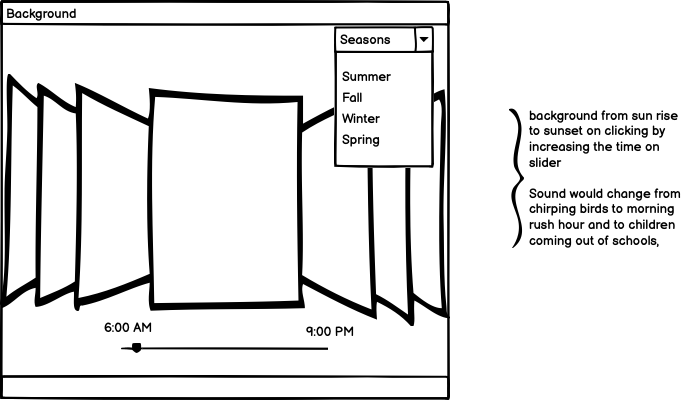 Background
Seasons
Summer
Fall
Winter
Spring
background from sun rise
to sunset on clicking by
increasing the time on
slider
Sound would change from
chirping birds to morning
rush hour and to children
coming out of schools,
6:00 AM
9:00 PM